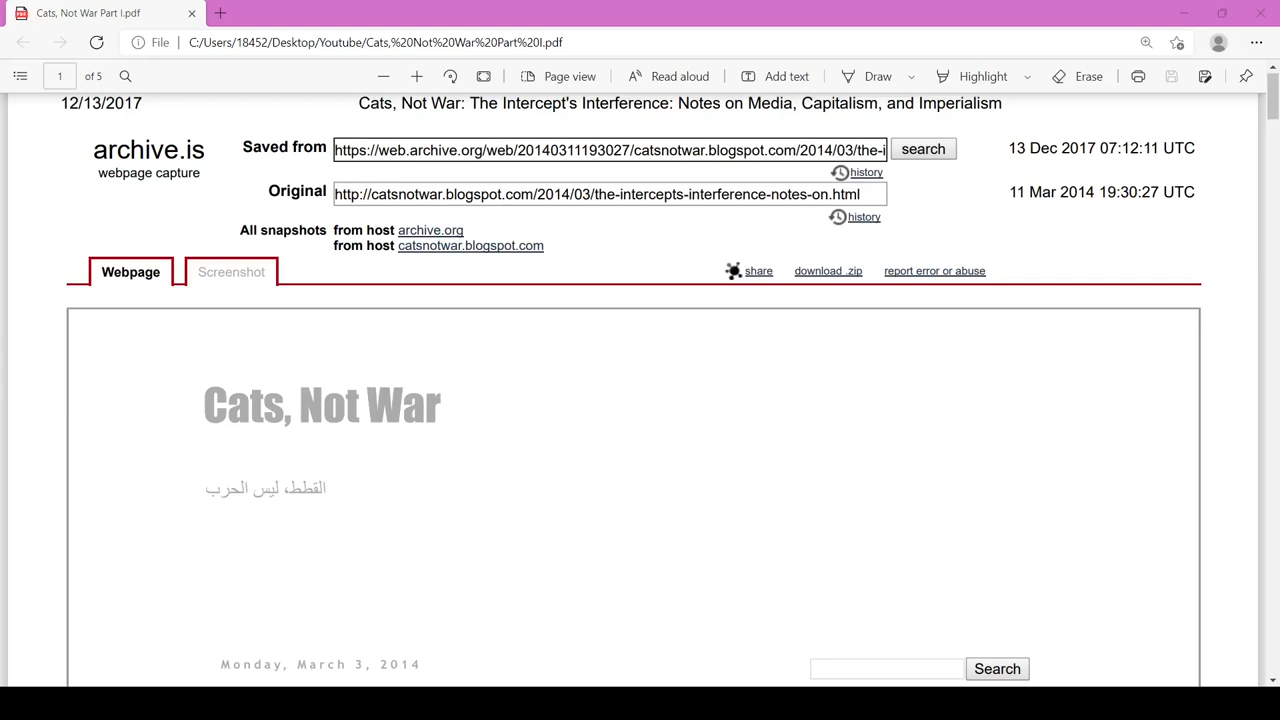 Cats, Not War Part I.pdf
File
C:/Users/18452/Desktop/Youtube/Cats,%20Not%20War%20Part%20I.pdf
1 of 5
Page view
Read aloud
Add text
Draw
Highlight
Erase
12/13/2017
Cats, Not War: The Intercept's Interference: Notes on Media, Capitalism, and Imperialism
archive.is
webpage capture
Saved from
https://web.archive.org/web/20140311193027/catsnotwar.blogspot.com/2014/03/the-i
search
13 Dec 2017 07:12:11 UTC
history
Original
http://catsnotwar.blogspot.com/2014/03/the-intercepts-interference-notes-on.html
11 Mar 2014 19:30:27 UTC
history
All snapshots
from host archive.org
from host catsnotwar.blogspot.com
Webpage
Screenshot
share
download .zip
report error or abuse
Cats, Not War
القطط، ليس الحرب
Monday, March 3, 2014
Search